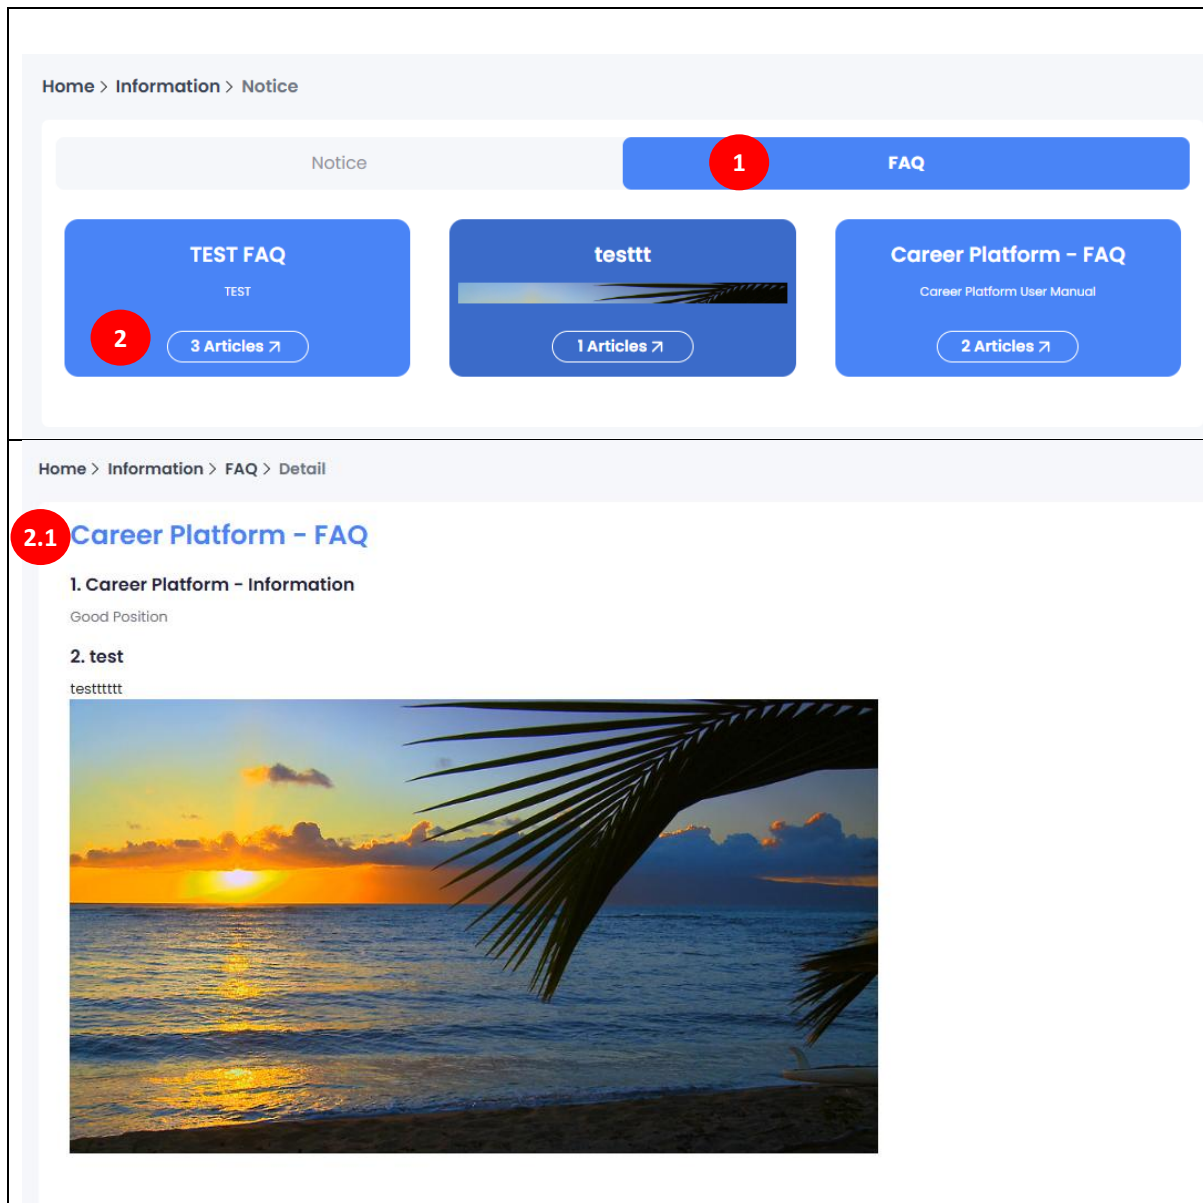 Home > Information > Notice
Notice
1
FAQ
TEST FAQ
TEST
2
3 Articles
testtt
1 Articles
Career Platform - FAQ
Career Platform User Manual
2 Articles
Home > Information > FAQ > Detail
2.1
Career Platform - FAQ
1. Career Platform - Information
Good Position
2. test
testttttt